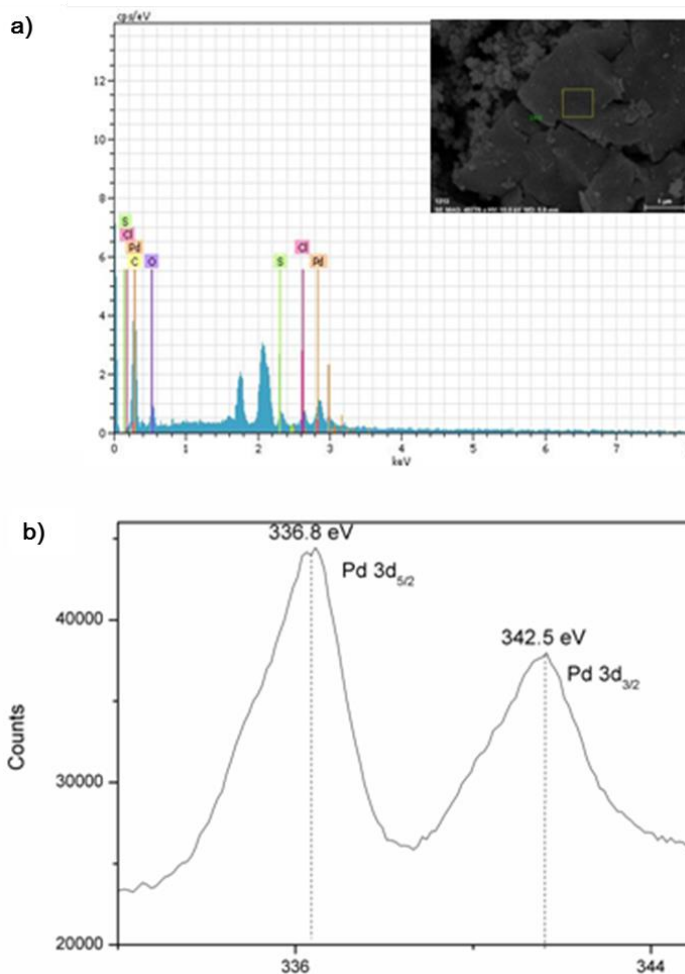 a)
cps/eV
12
10
8
6
4
2
0
S
Cl
Pd
C
O
S
Cl
Pd
0
1
2
3
4
5
6
7
keV
1 µm
b)
336.8 eV
Pd 3d5/2
342.5 eV
Pd 3d3/2
40000
30000
20000
Counts
336
344